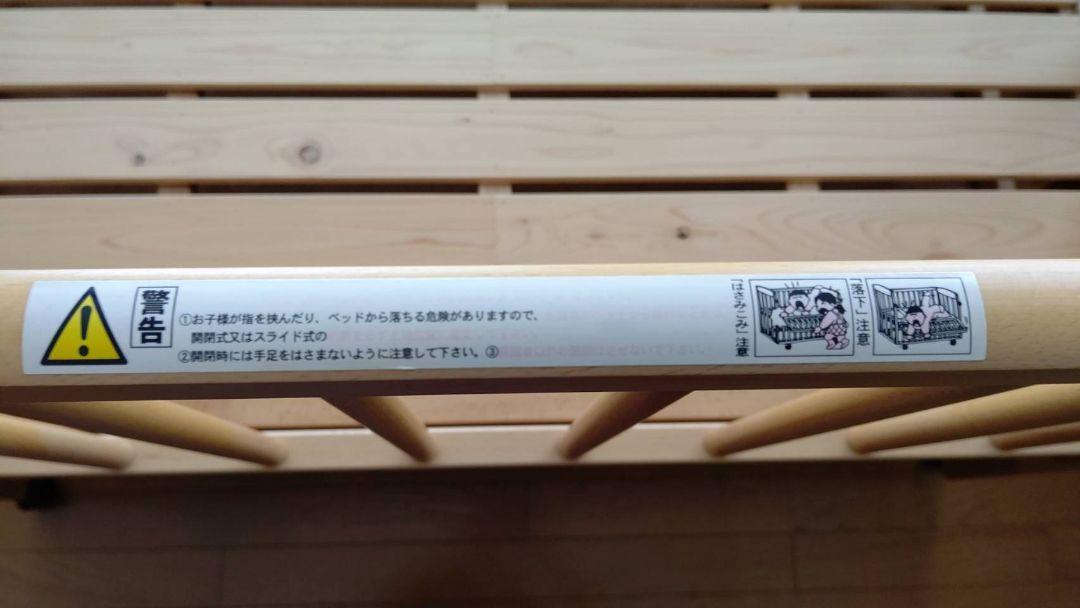 警告
①お子様が指を挟んだり、ベッドから落ちる危険がありますので、
開閉式又はスライド式の
②開閉時には手足をはさまないように注意して下さい。③
「はさみこみ」注意
「落下」注意